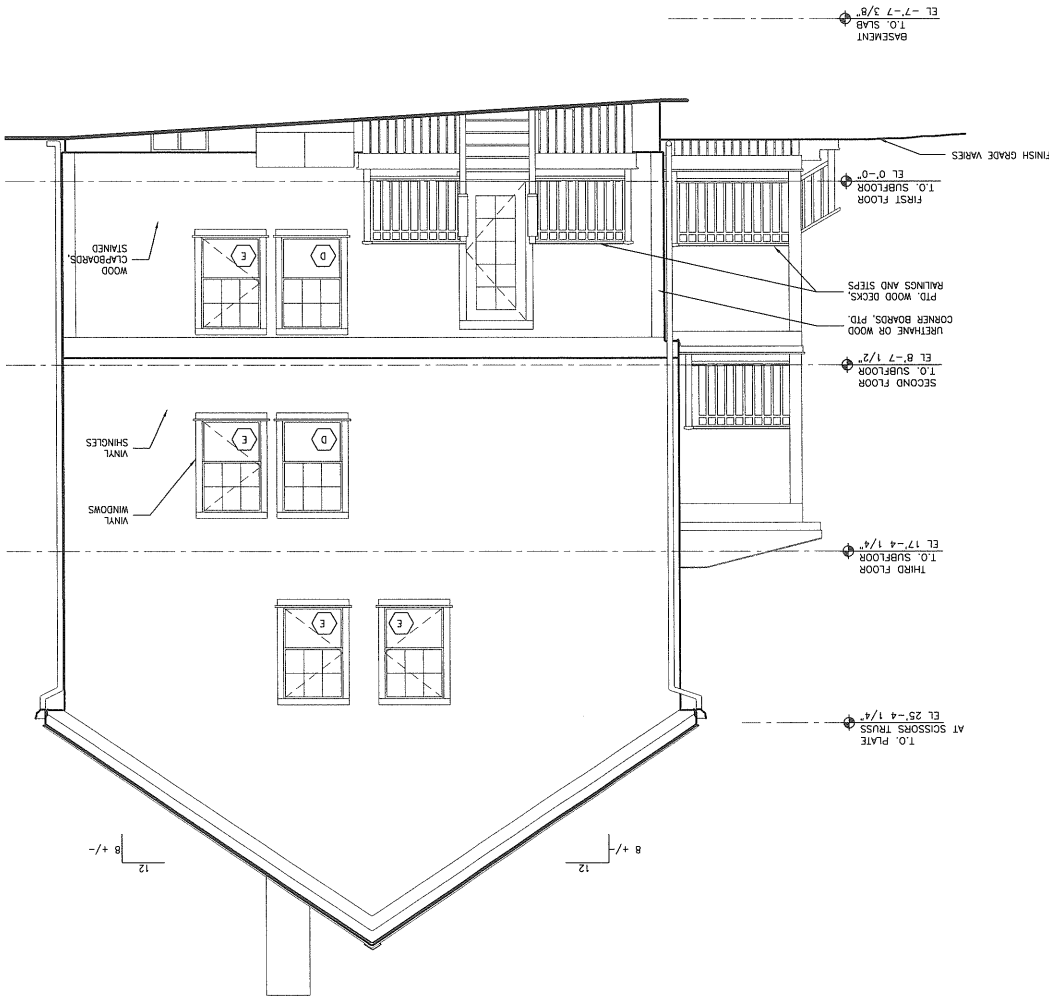 12
8 +/-
12
8 +/-
T.O. PLATE
AT SCISSORS TRUSS
EL 25'-4 1/4"
E
E
THIRD FLOOR
T.O. SUBFLOOR
EL 17'-4 1/4"
VINYL
WINDOWS
D
E
VINYL
SHINGLES
SECOND FLOOR
T.O. SUBFLOOR
EL 8'-7 1/2"
URETHANE OR WOOD
CORNER BOARDS, PTD.
PTD. WOOD DECKS,
RAILINGS AND STEPS
D
E
WOOD
CLAPBOARDS,
STAINED
FIRST FLOOR
T.O. SUBFLOOR
EL 0'-0"
FINISH GRADE VARIES
BASEMENT
T.O. SLAB
EL -7'-7 3/8"